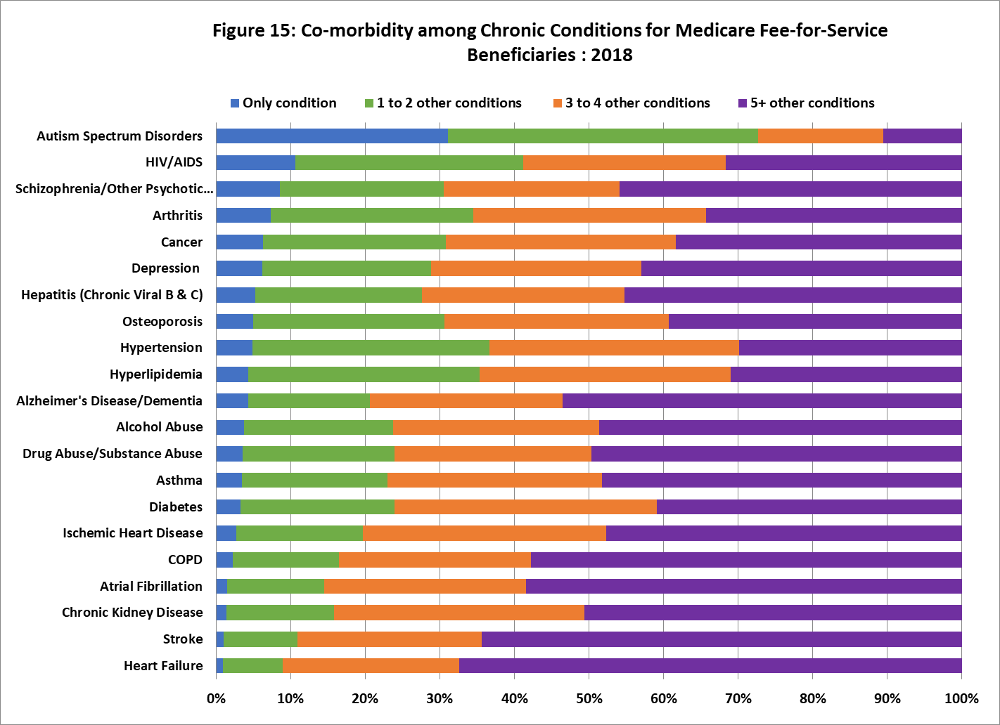 Figure 15: Co-morbidity among Chronic Conditions for Medicare Fee-for-Service
Beneficiaries : 2018
Only condition
1 to 2 other conditions
3 to 4 other conditions
5+ other conditions
Autism Spectrum Disorders
HIV/AIDS
Schizophrenia/Other Psychotic...
Arthritis
Cancer
Depression
Hepatitis (Chronic Viral B & C)
Osteoporosis
Hypertension
Hyperlipidemia
Alzheimer's Disease/Dementia
Alcohol Abuse
Drug Abuse/Substance Abuse
Asthma
Diabetes
Ischemic Heart Disease
COPD
Atrial Fibrillation
Chronic Kidney Disease
Stroke
Heart Failure
0% 10% 20% 30% 40% 50% 60% 70% 80% 90% 100%